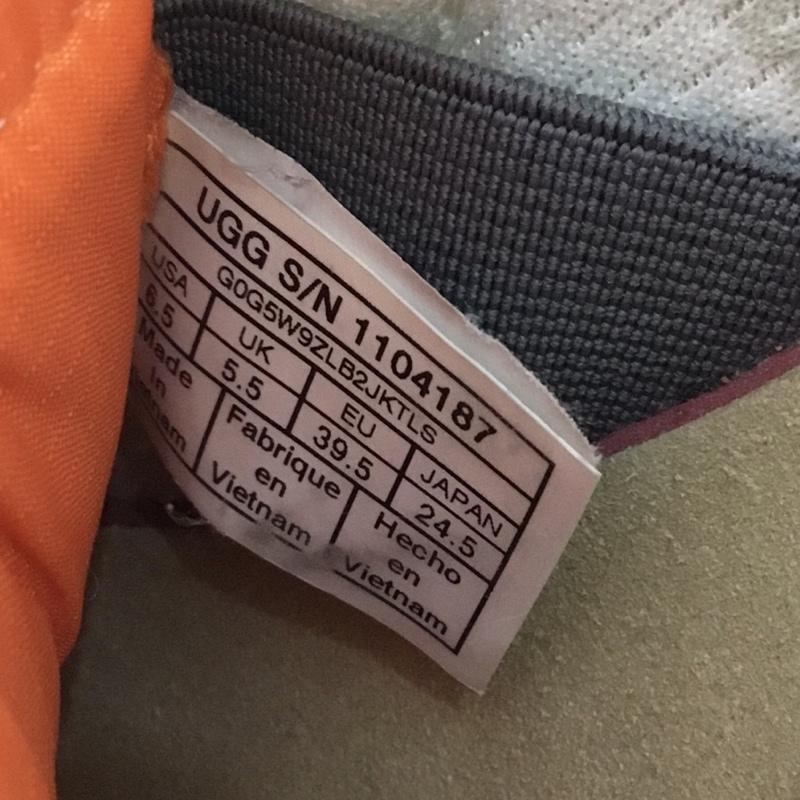 UGG S/N 1104187
G0G5W9ZLB2JKTLS
USA UK EU JAPAN
6.5 5.5 39.5 24.5
Made in Vietnam
Fabrique en Vietnam
Hecho en Vietnam